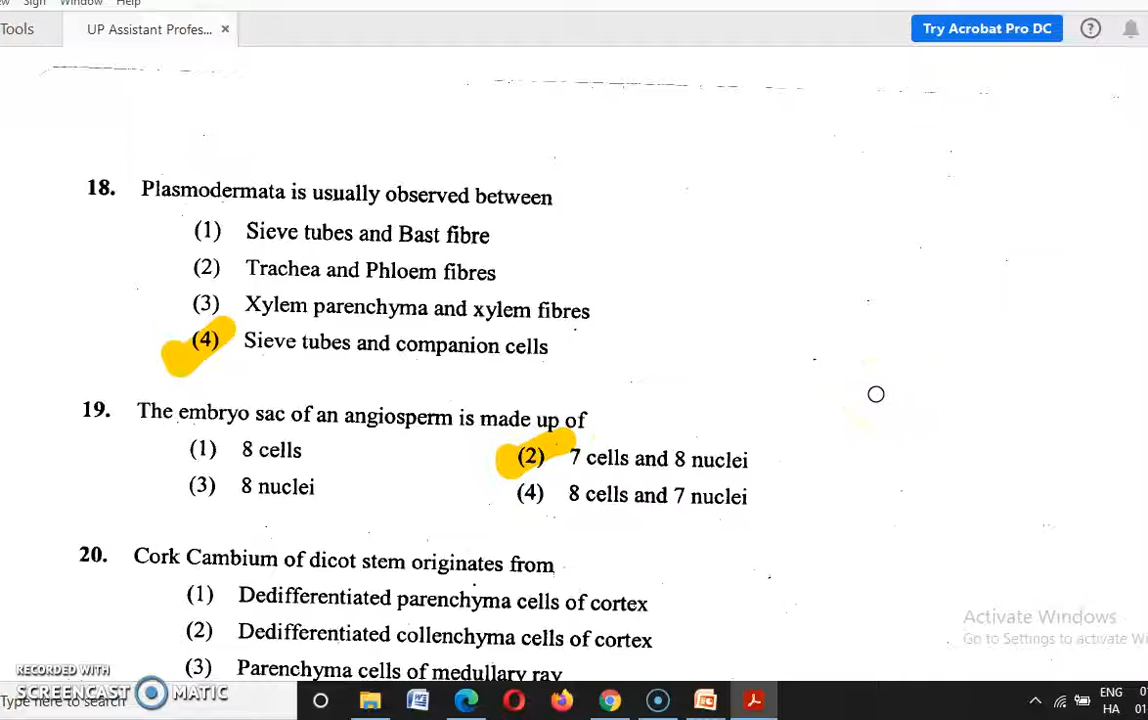 Sign Window Help
Tools
UP Assistant Profes... ×
Try Acrobat Pro DC
?
18. Plasmodermata is usually observed between
(1) Sieve tubes and Bast fibre
(2) Trachea and Phloem fibres
(3) Xylem parenchyma and xylem fibres
(4) Sieve tubes and companion cells
19. The embryo sac of an angiosperm is made up of
(1) 8 cells (2) 7 cells and 8 nuclei
(3) 8 nuclei (4) 8 cells and 7 nuclei
20. Cork Cambium of dicot stem originates from
(1) Dedifferentiated parenchyma cells of cortex
(2) Dedifferentiated collenchyma cells of cortex
(3) Parenchyma cells of medullary ray
Activate Windows
Go to Settings to activate Wi
RECORDED WITH
SCREENCAST MATIC
Type here to search
ENG
HA